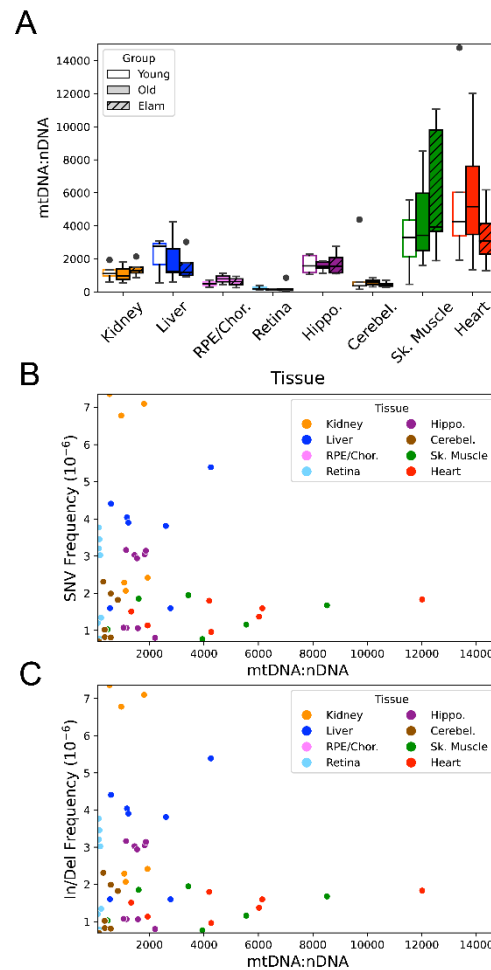 A
Group
Young
Old
Elam
14000
12000
10000
8000
6000
4000
2000
0
mtDNA:nDNA
Kidney
Liver
RPE/Chor.
Retina
Hippo.
Cerebel.
Sk. Muscle
Heart
B
Tissue
Tissue
Kidney Hippo.
Liver Cerebel.
RPE/Chor. Sk. Muscle
Retina Heart
7
6
5
4
3
2
1
SNV Frequency (10⁻⁶)
2000 4000 6000 8000 10000 12000 14000
mtDNA:nDNA
C
Tissue
Kidney Hippo.
Liver Cerebel.
RPE/Chor. Sk. Muscle
Retina Heart
7
6
5
4
3
2
1
In/Del Frequency (10⁻⁶)
2000 4000 6000 8000 10000 12000 14000
mtDNA:nDNA